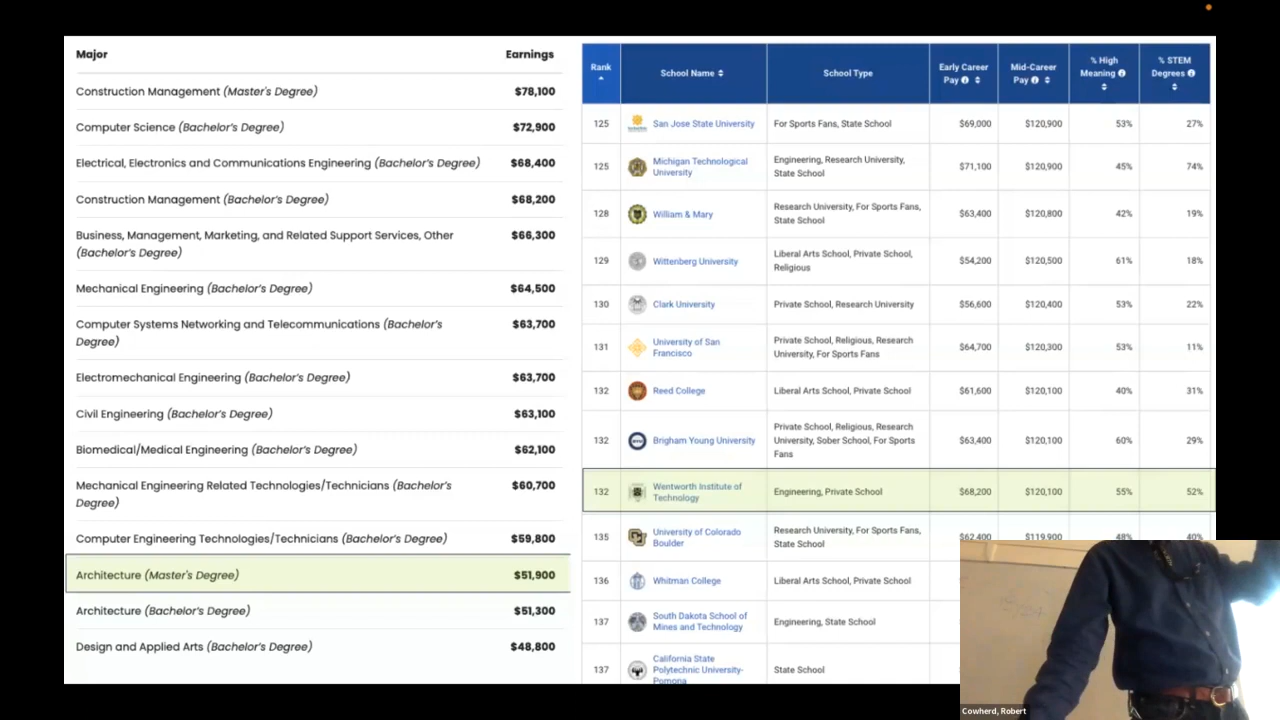 Major Earnings
Construction Management (Master's Degree) $78,100
Computer Science (Bachelor's Degree) $72,900
Electrical, Electronics and Communications Engineering (Bachelor's Degree) $68,400
Construction Management (Bachelor's Degree) $68,200
Business, Management, Marketing, and Related Support Services, Other
(Bachelor's Degree) $66,300
Mechanical Engineering (Bachelor's Degree) $64,500
Computer Systems Networking and Telecommunications (Bachelor's
Degree) $63,700
Electromechanical Engineering (Bachelor's Degree) $63,700
Civil Engineering (Bachelor's Degree) $63,100
Biomedical/Medical Engineering (Bachelor's Degree) $62,100
Mechanical Engineering Related Technologies/Technicians (Bachelor's
Degree) $60,700
Computer Engineering Technologies/Technicians (Bachelor's Degree) $59,800
Architecture (Master's Degree) $51,900
Architecture (Bachelor's Degree) $51,300
Design and Applied Arts (Bachelor's Degree) $48,800
Rank School Name School Type Early Career Pay Mid-Career Pay % High Meaning % STEM Degrees
125 San Jose State University For Sports Fans, State School $69,000 $120,900 53% 27%
125 Michigan Technological University Engineering, Research University, State School $71,100 $120,900 45% 74%
128 William & Mary Research University, For Sports Fans, State School $63,400 $120,800 42% 19%
129 Wittenberg University Liberal Arts School, Private School, Religious $54,200 $120,500 61% 18%
130 Clark University Private School, Research University $56,600 $120,400 53% 22%
131 University of San Francisco Private School, Religious, Research University, For Sports Fans $64,700 $120,300 53% 11%
132 Reed College Liberal Arts School, Private School $61,600 $120,100 40% 31%
132 Brigham Young University Private School, Religious, Research University, Sober School, For Sports Fans $63,400 $120,100 60% 29%
132 Wentworth Institute of Technology Engineering, Private School $68,200 $120,100 55% 52%
135 University of Colorado Boulder Research University, For Sports Fans, State School $62,400 $119,900 48% 40%
136 Whitman College Liberal Arts School, Private School
137 South Dakota School of Mines and Technology Engineering, State School
137 California State Polytechnic University- Pomona State School
Cowherd, Robert